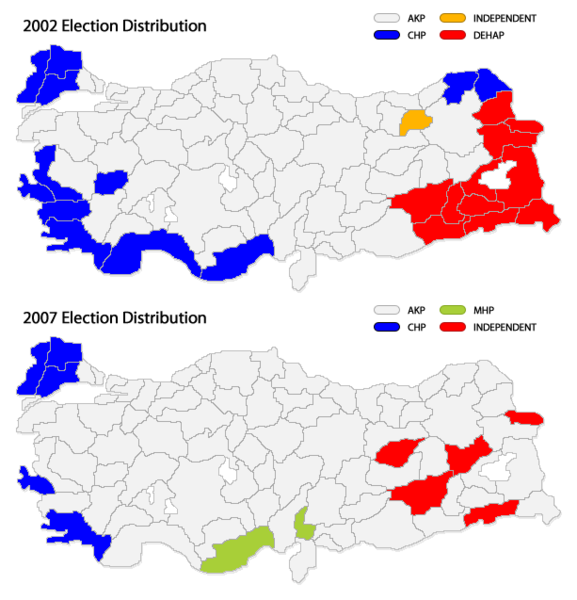 2002 Election Distribution
AKP INDEPENDENT
CHP DEHAP
2007 Election Distribution
AKP MHP
CHP INDEPENDENT